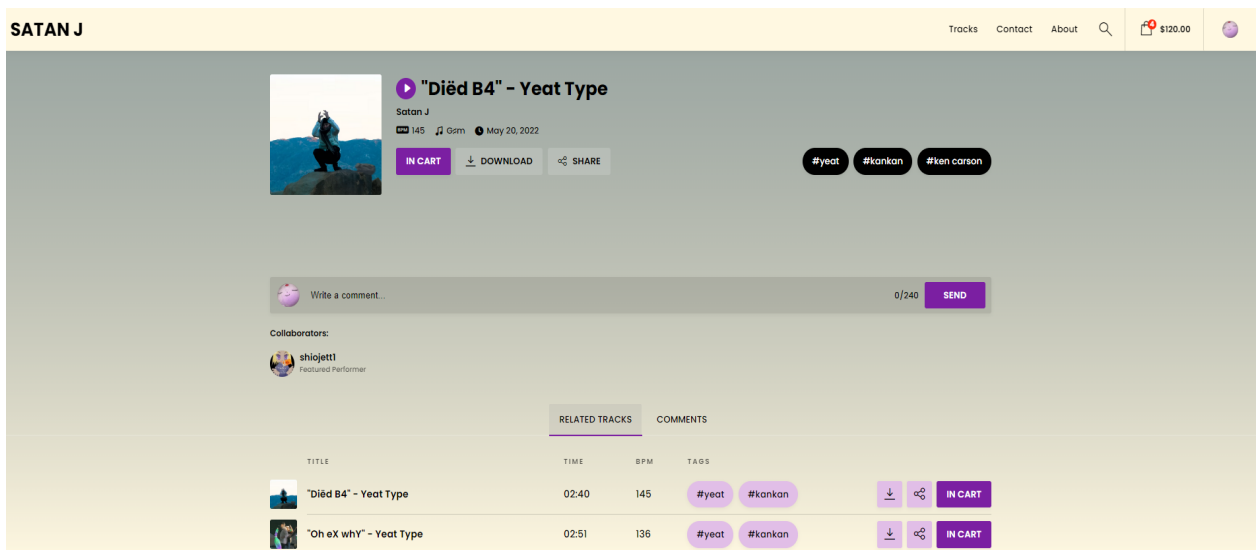 SATAN J
Tracks Contact About 4 $120.00
"Diëd B4" - Yeat Type
Satan J
BPM 145 G♯m May 20, 2022
IN CART DOWNLOAD SHARE #yeat #kankan #ken carson
Write a comment... 0/240 SEND
Collaborators:
shiojett1
Featured Performer
RELATED TRACKS COMMENTS
TITLE TIME BPM TAGS
"Diëd B4" - Yeat Type 02:40 145 #yeat #kankan IN CART
"Oh eX whY" - Yeat Type 02:51 136 #yeat #kankan IN CART